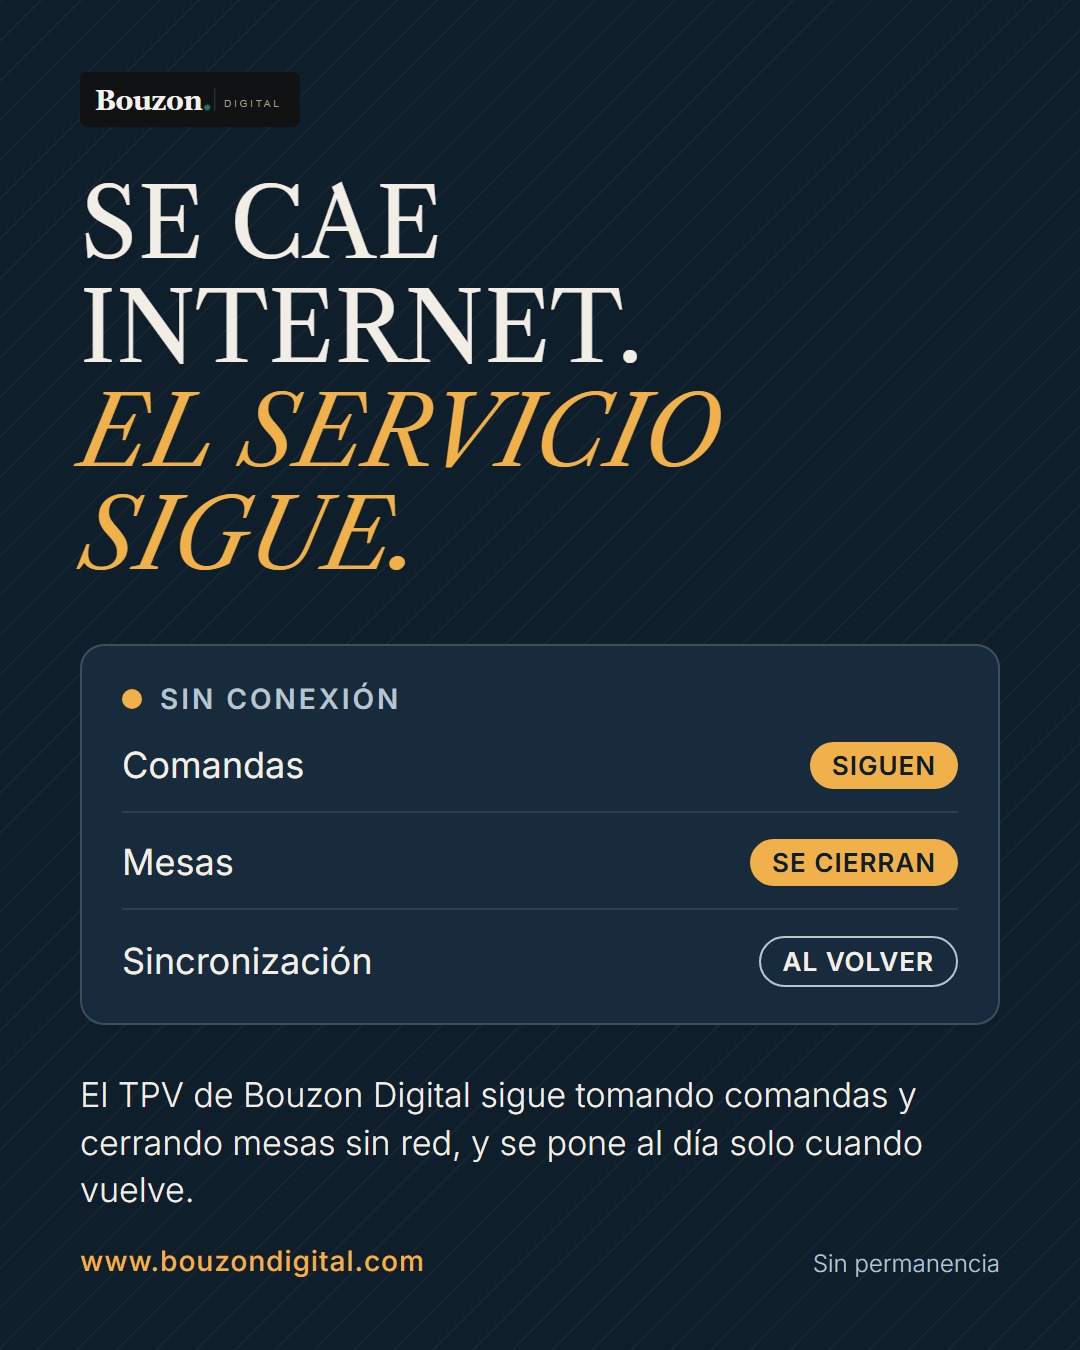 Bouzon. DIGITAL
SE CAE
INTERNET.
EL SERVICIO
SIGUE.
SIN CONEXIÓN
Comandas SIGUEN
Mesas SE CIERRAN
Sincronización AL VOLVER
El TPV de Bouzon Digital sigue tomando comandas y
cerrando mesas sin red, y se pone al día solo cuando
vuelve.
www.bouzondigital.com Sin permanencia